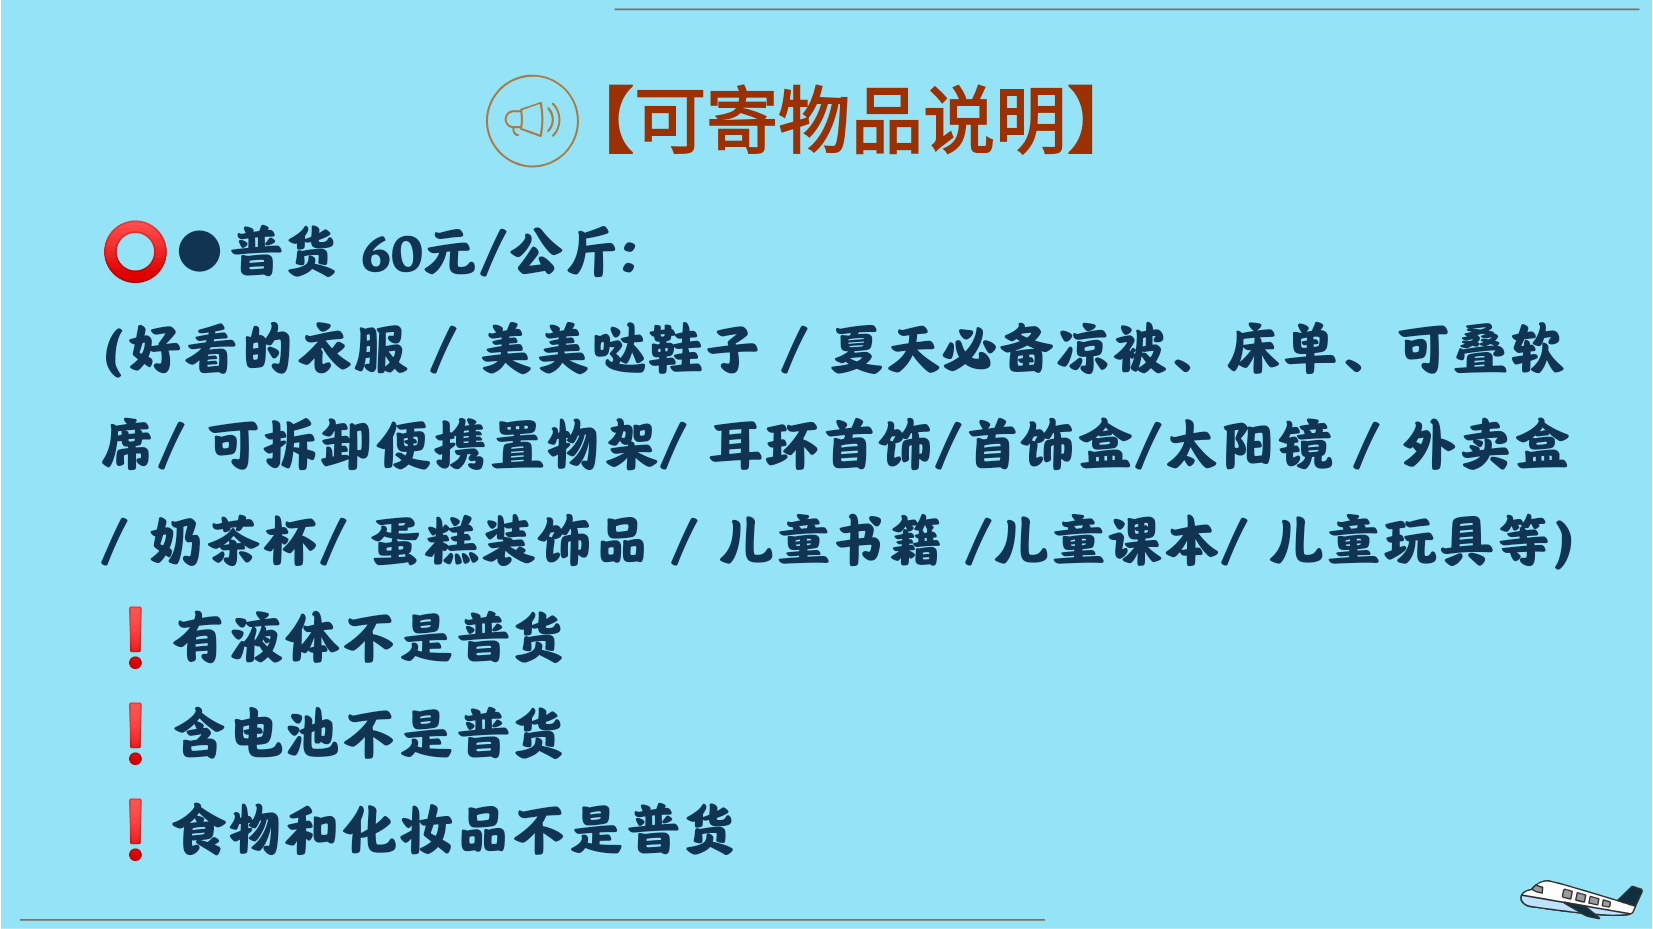 【可寄物品说明】
⭕●普货 60元/公斤:
(好看的衣服 / 美美哒鞋子 / 夏天必备凉被、床单、可叠软
席/ 可拆卸便携置物架/ 耳环首饰/首饰盒/太阳镜 / 外卖盒
/ 奶茶杯/ 蛋糕装饰品 / 儿童书籍 /儿童课本/ 儿童玩具等)
❗有液体不是普货
❗含电池不是普货
❗食物和化妆品不是普货